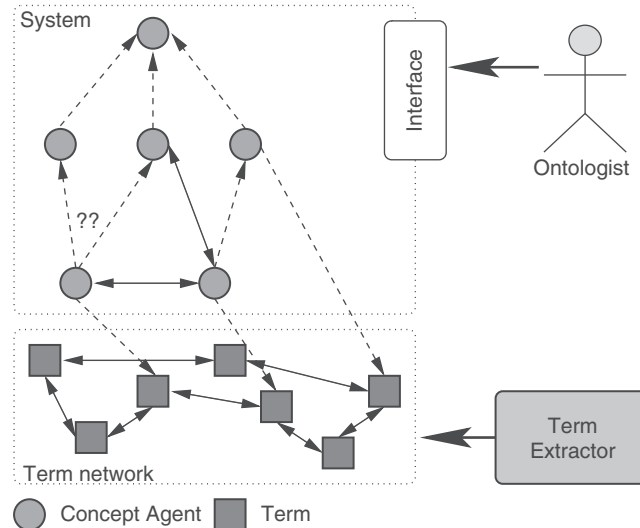 System
Interface
Ontologist
??
Term
Extractor
Term network
Concept Agent
Term